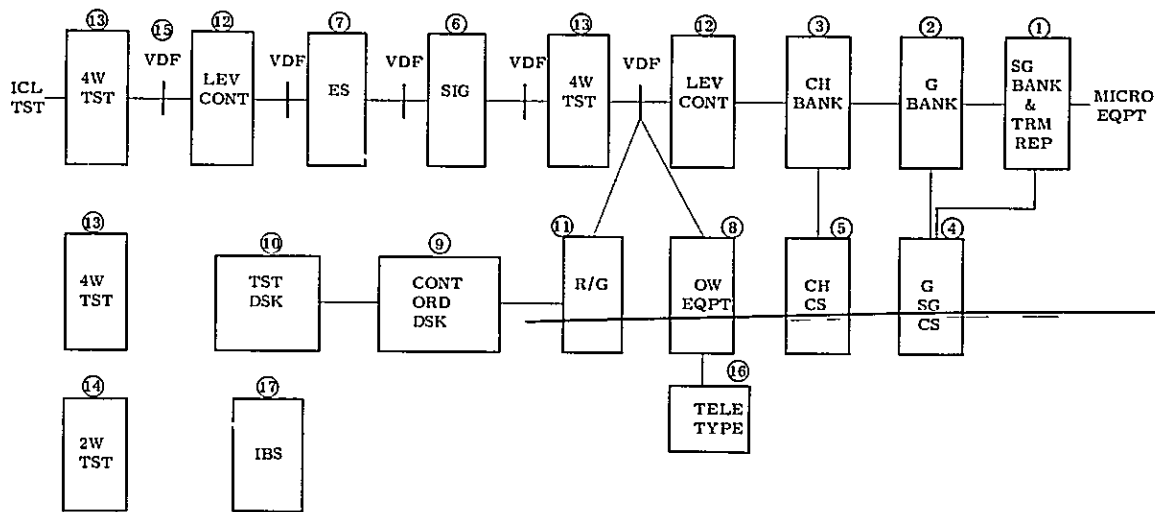 13
15
12
7
6
13
12
3
2
1
ICL
TST
4W
TST
VDF
LEV
CONT
VDF
ES
VDF
SIG
VDF
4W
TST
VDF
LEV
CONT
CH
BANK
G
BANK
SG
BANK
&
TRM
REP
MICRO
EQPT
13
10
9
11
8
5
4
4W
TST
TST
DSK
CONT
ORD
DSK
R/G
OW
EQPT
CH
CS
G
SG
CS
14
17
16
2W
TST
IBS
TELE
TYPE